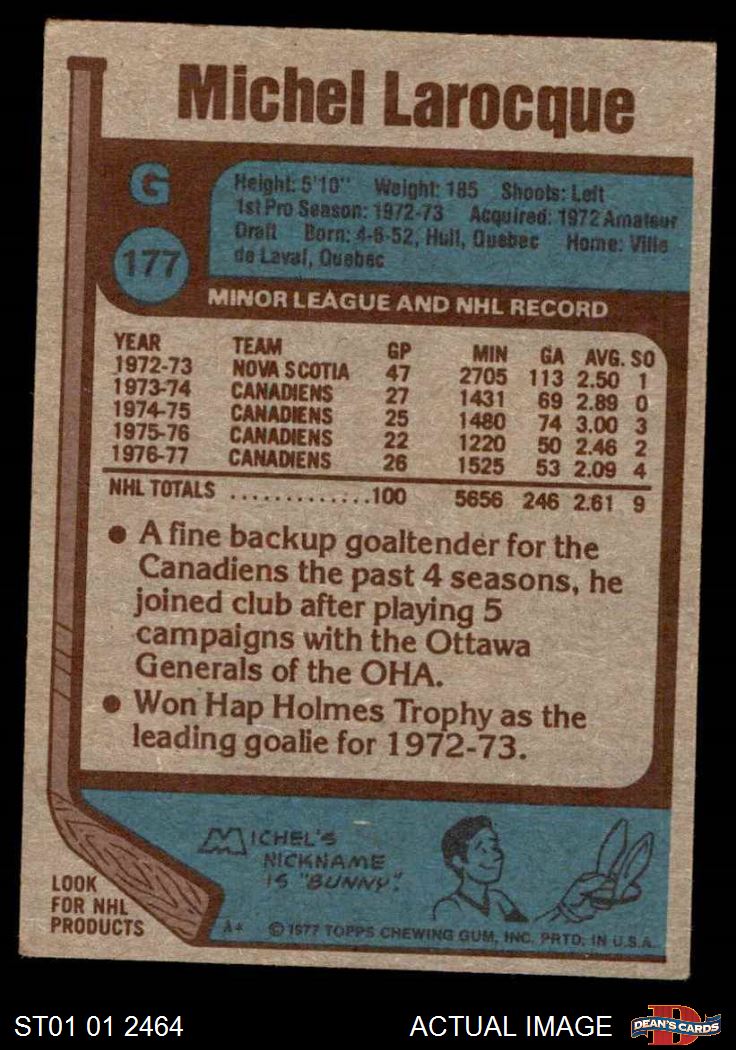 Michel Larocque
G
177
Height: 5'10" Weight: 185 Shoots: Left
1st Pro Season: 1972-73 Acquired: 1972 Amateur
Draft Born: 4-6-52, Hull, Quebec Home: Ville
de Laval, Quebec
MINOR LEAGUE AND NHL RECORD
YEAR TEAM GP MIN GA AVG. SO
1972-73 NOVA SCOTIA 47 2705 113 2.50 1
1973-74 CANADIENS 27 1431 69 2.89 0
1974-75 CANADIENS 25 1480 74 3.00 3
1975-76 CANADIENS 22 1220 50 2.46 2
1976-77 CANADIENS 26 1525 53 2.09 4
NHL TOTALS ..............100 5656 246 2.61 9
● A fine backup goaltender for the
Canadiens the past 4 seasons, he
joined club after playing 5
campaigns with the Ottawa
Generals of the OHA.
● Won Hap Holmes Trophy as the
leading goalie for 1972-73.
MICHEL'S
NICKNAME
IS "BUNNY".
LOOK
FOR NHL
PRODUCTS
A* © 1977 TOPPS CHEWING GUM, INC. PRTD. IN U.S.A.
ST01 01 2464 ACTUAL IMAGE D DEAN'S CARDS